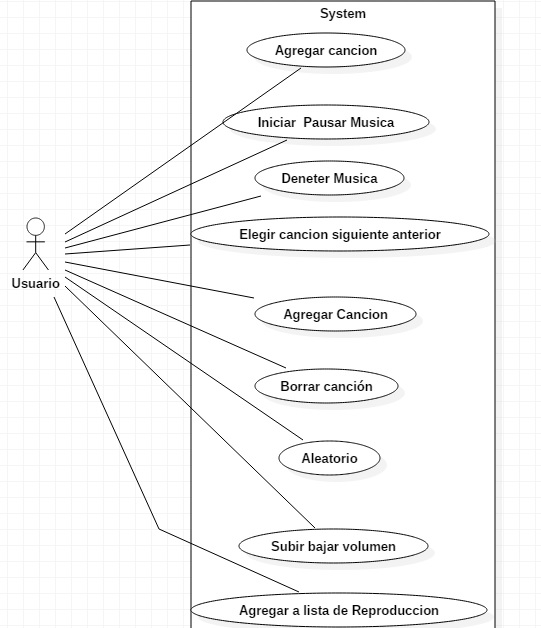 System
Agregar cancion
Iniciar  Pausar Musica
Deneter Musica
Elegir cancion siguiente anterior
Usuario
Agregar Cancion
Borrar canción
Aleatorio
Subir bajar volumen
Agregar a lista de Reproduccion